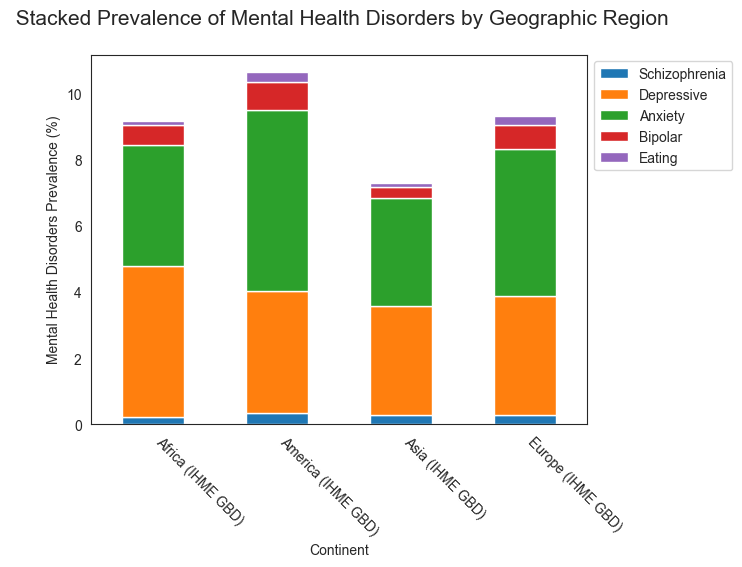 Stacked Prevalence of Mental Health Disorders by Geographic Region
Mental Health Disorders Prevalence (%)
10
8
6
4
2
0
Schizophrenia
Depressive
Anxiety
Bipolar
Eating
Africa (IHME GBD)
America (IHME GBD)
Asia (IHME GBD)
Europe (IHME GBD)
Continent